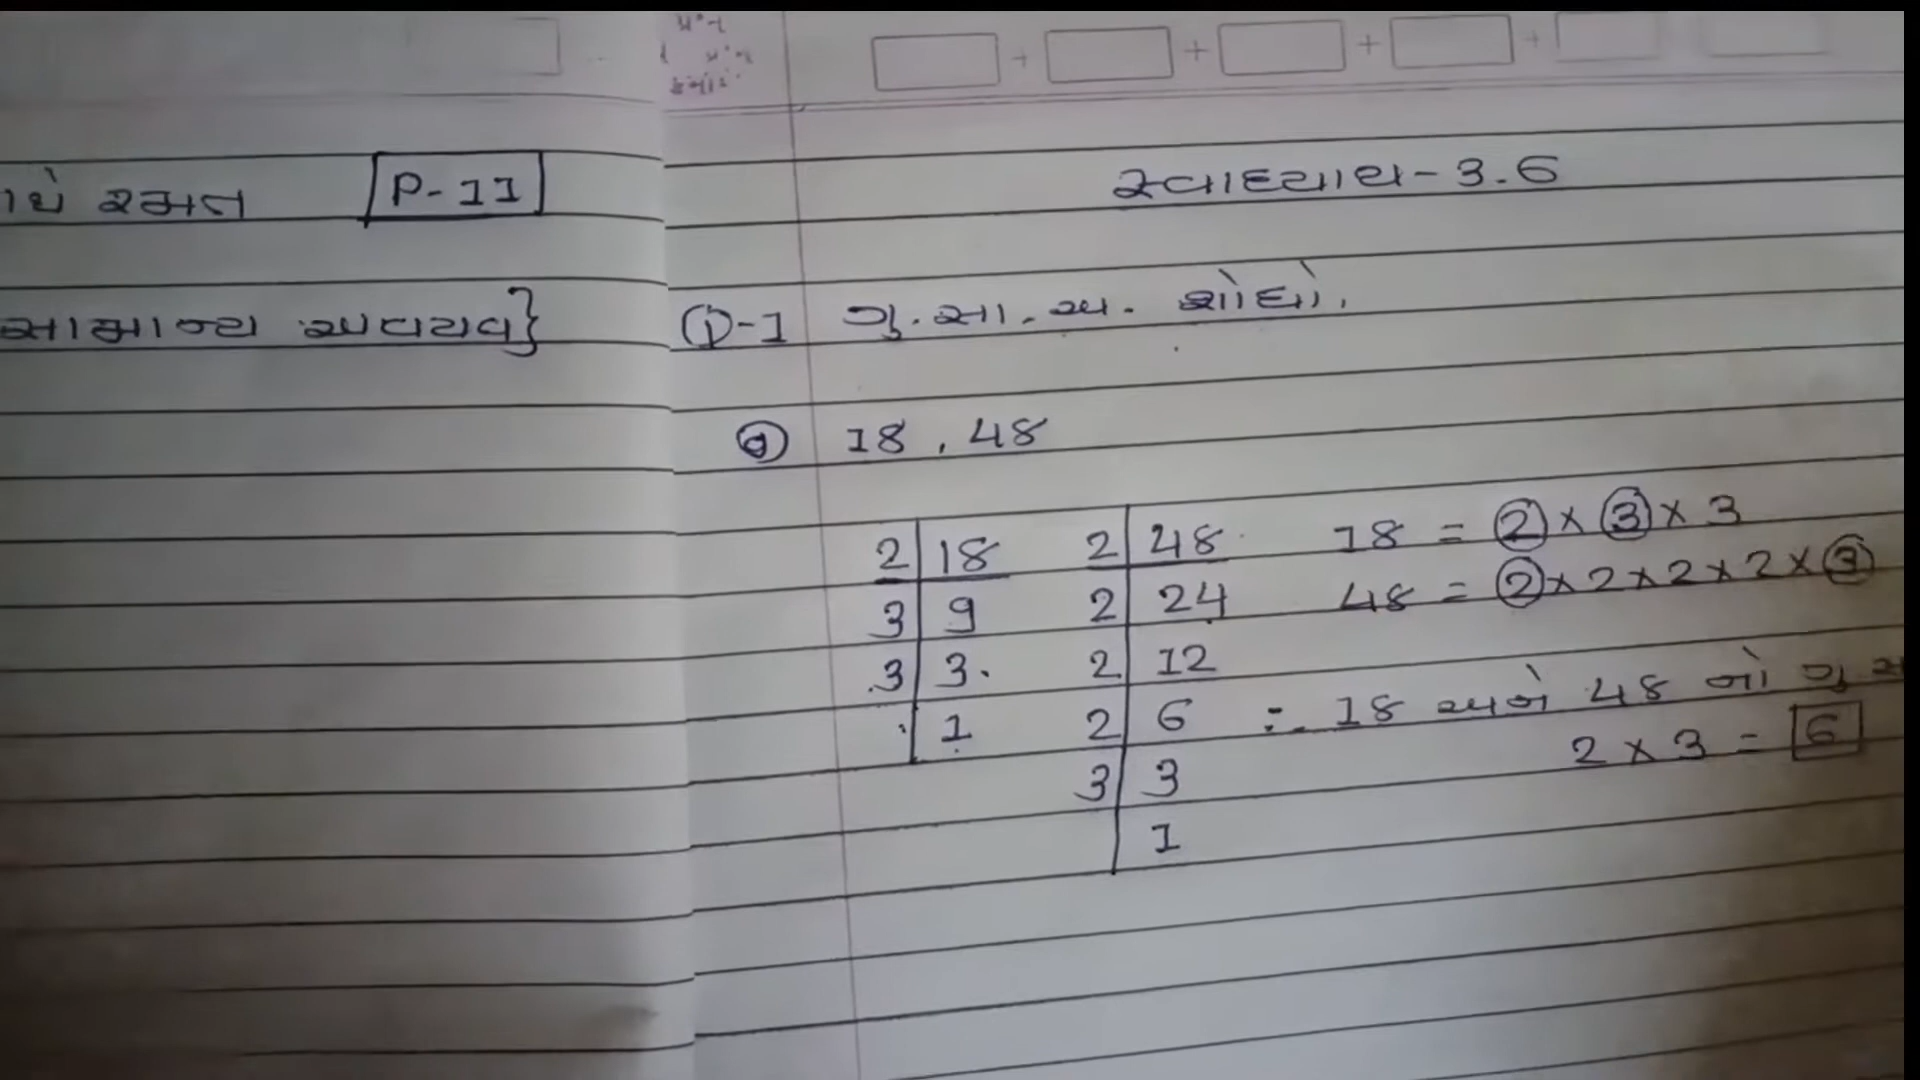 રમત P-11
સામાન્ય અવયવ}
સ્વાધ્યાય-3.6
Q-1 ગુ.સા.અ. શોધો.
(a) 18, 48
2 18 2 48 18 = 2 × 3 × 3
3 9 2 24 48 = 2 × 2 × 2 × 2 × 3
3 3 2 12
1 2 6 ∴ 18 અને 48 નો ગુ
3 3 2 × 3 = 6
1